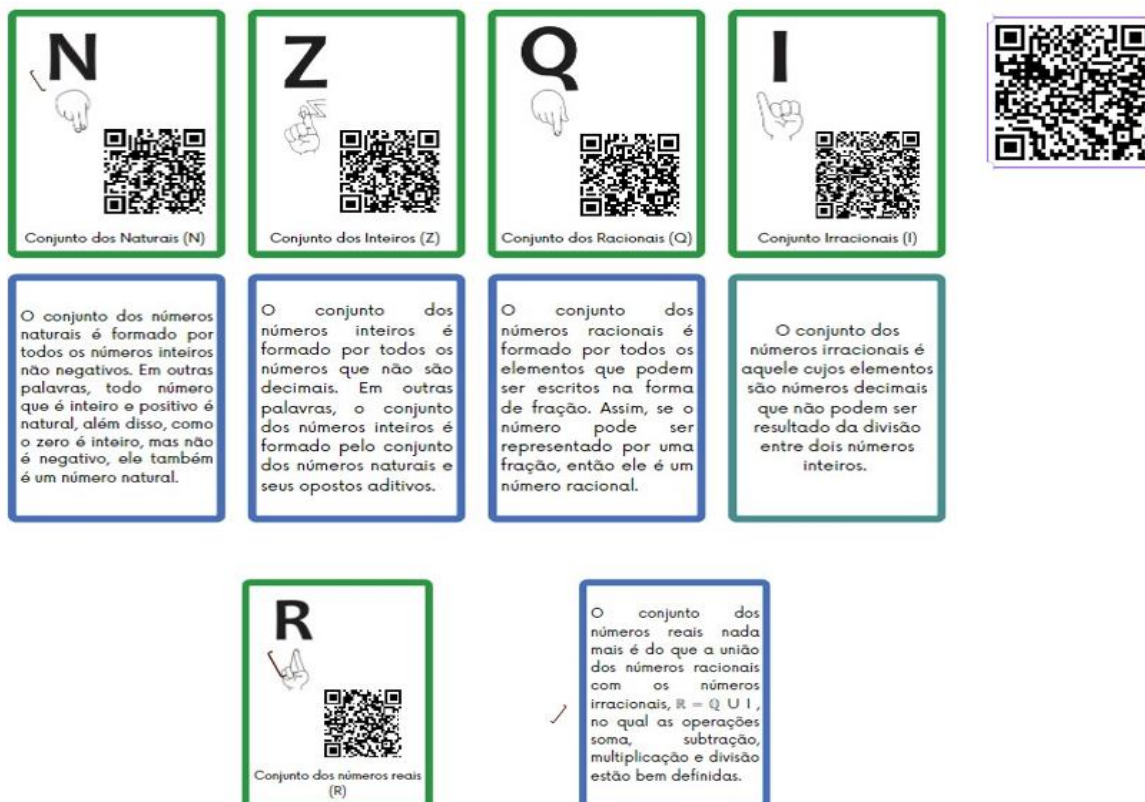 N
Conjunto dos Naturais (N)
Z
Conjunto dos Inteiros (Z)
Q
Conjunto dos Racionais (Q)
I
Conjunto Irracionais (I)
O conjunto dos números
naturais é formado por
todos os números inteiros
não negativos. Em outras
palavras, todo número
que é inteiro e positivo é
natural, além disso, como
o zero é inteiro, mas não
é negativo, ele também
é um número natural.
O conjunto dos
números inteiros é
formado por todos os
números que não são
decimais. Em outras
palavras, o conjunto
dos números inteiros é
formado pelo conjunto
dos números naturais e
seus opostos aditivos.
O conjunto dos
números racionais é
formado por todos os
elementos que podem
ser escritos na forma
de fração. Assim, se o
número pode ser
representado por uma
fração, então ele é um
número racional.
O conjunto dos
números irracionais é
aquele cujos elementos
são números decimais
que não podem ser
resultado da divisão
entre dois números
inteiros.
R
Conjunto dos números reais
(R)
O conjunto dos
números reais nada
mais é do que a união
dos números racionais
com os números
irracionais, ℝ = ℚ U I ,
no qual as operações
soma, subtração,
multiplicação e divisão
estão bem definidas.